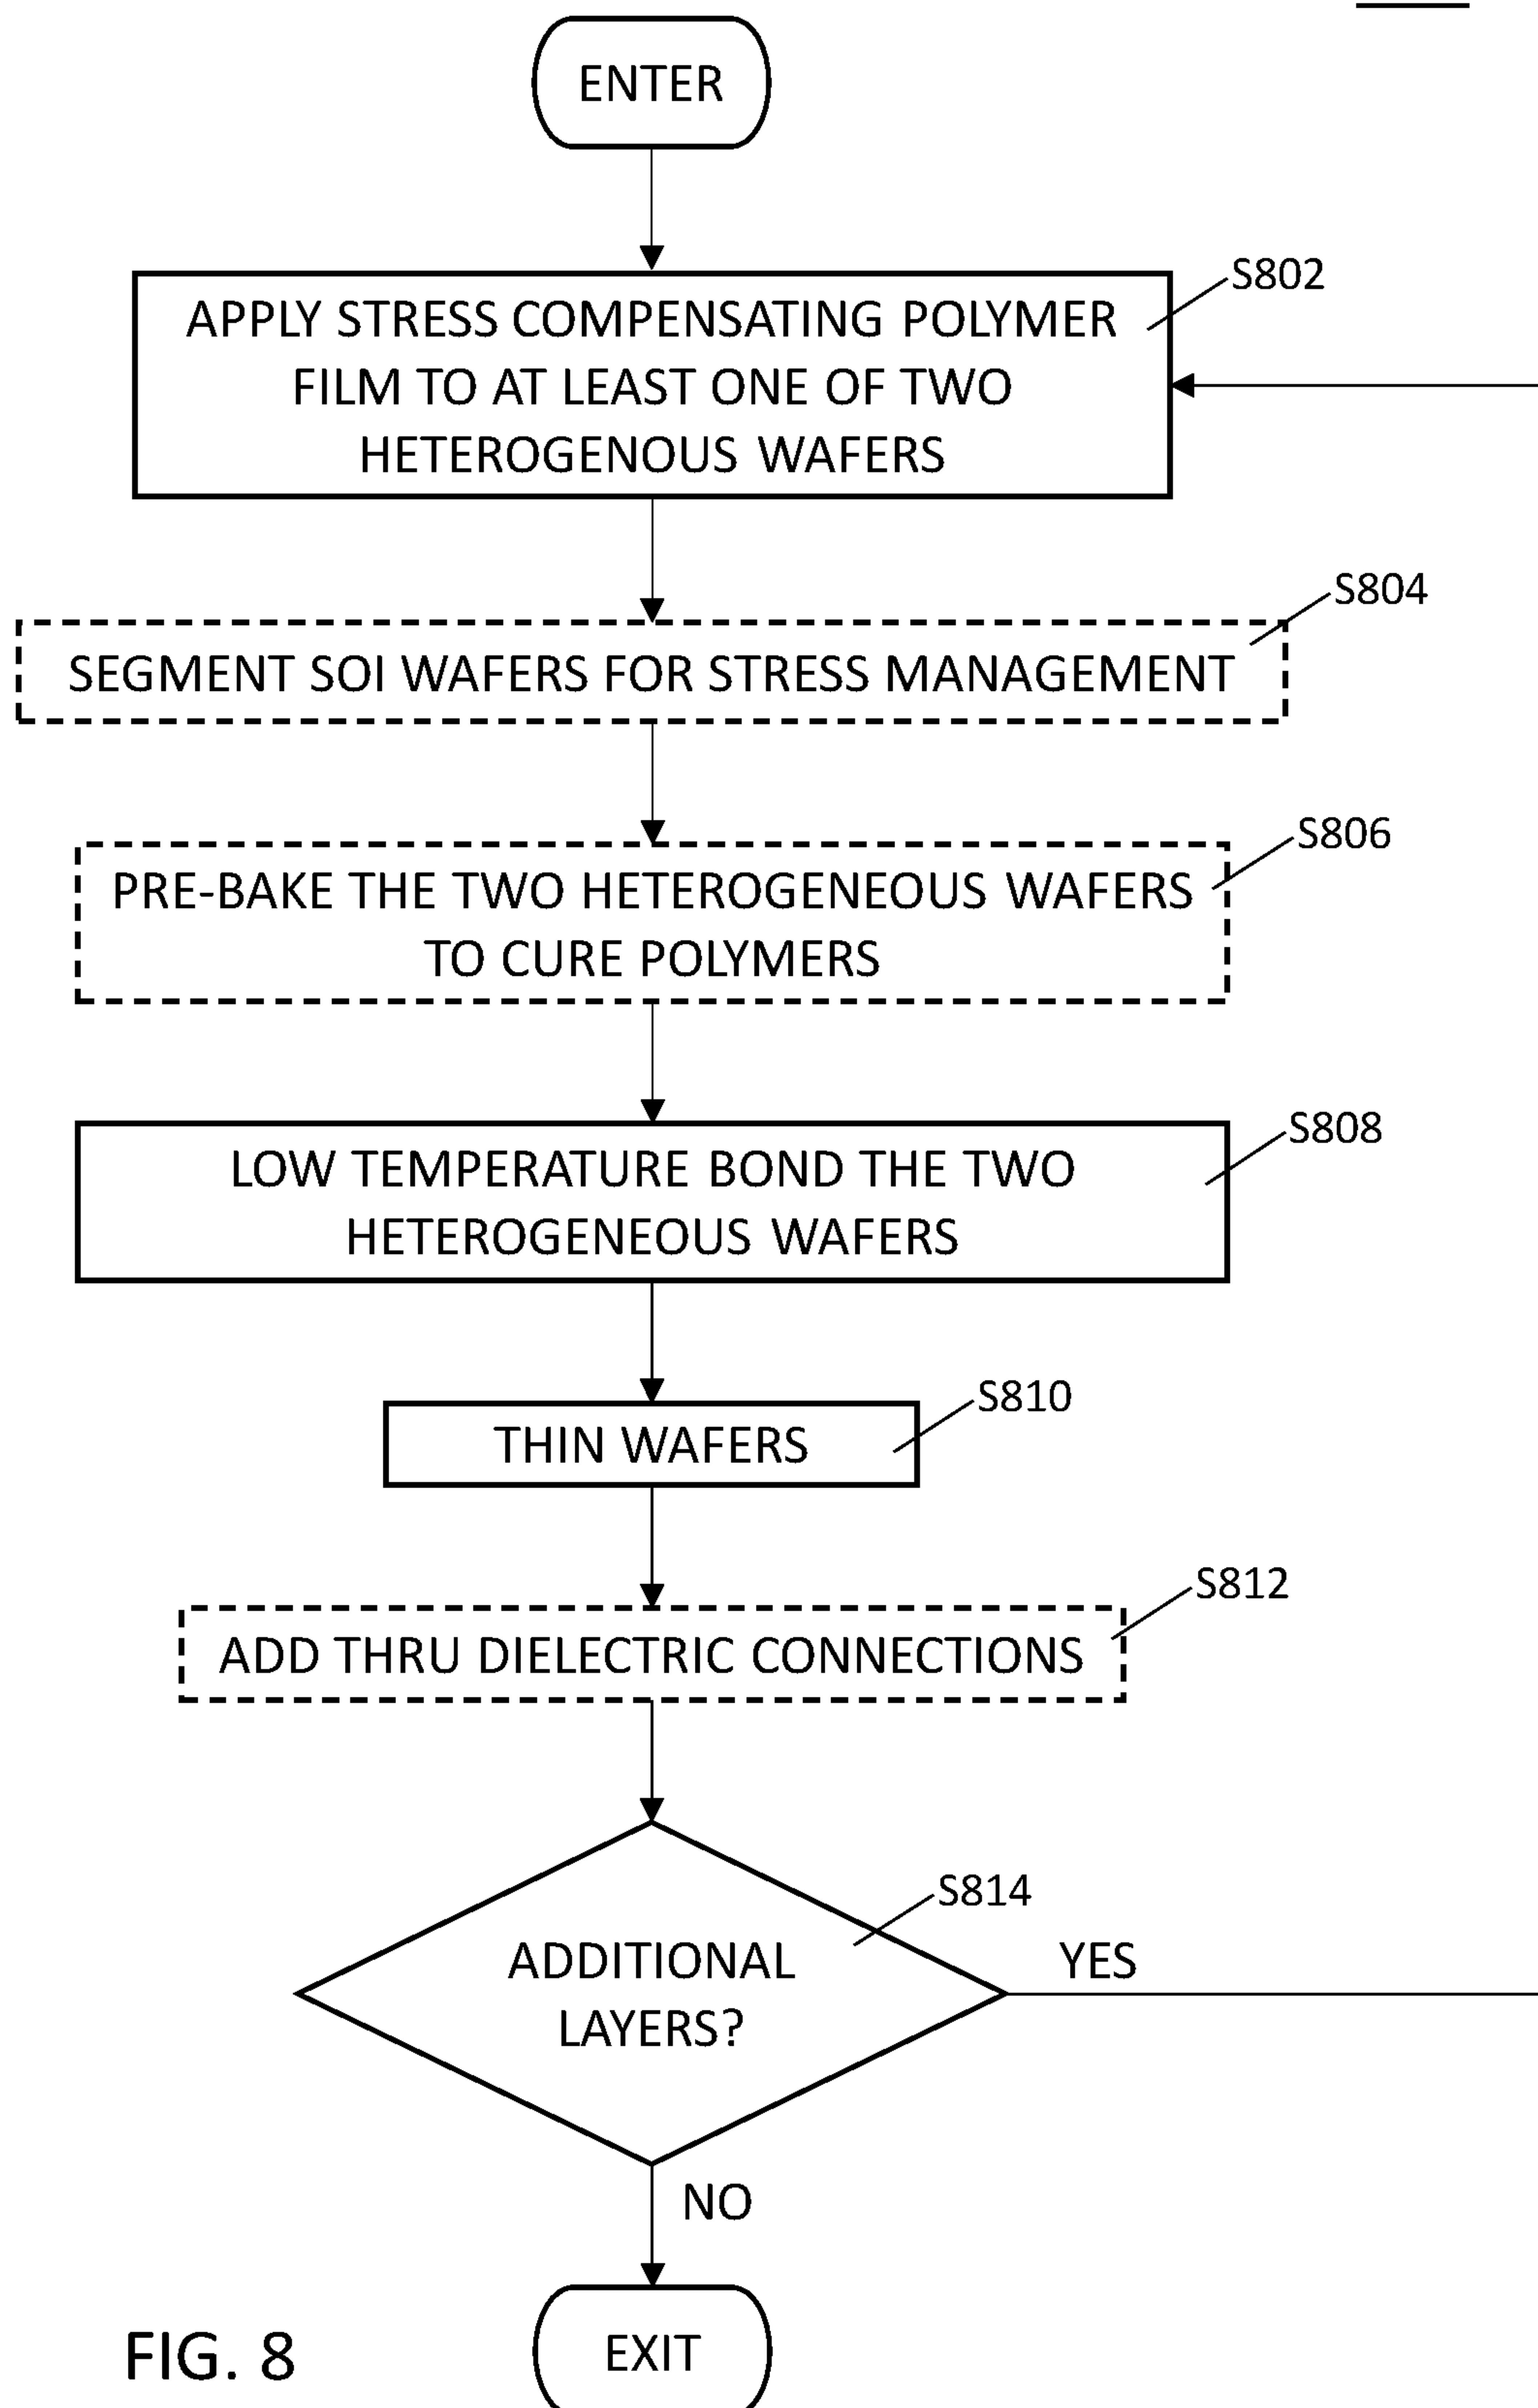 ENTER
S802
APPLY STRESS COMPENSATING POLYMER
FILM TO AT LEAST ONE OF TWO
HETEROGENOUS WAFERS
S804
SEGMENT SOI WAFERS FOR STRESS MANAGEMENT
S806
PRE-BAKE THE TWO HETEROGENEOUS WAFERS
TO CURE POLYMERS
S808
LOW TEMPERATURE BOND THE TWO
HETEROGENEOUS WAFERS
S810
THIN WAFERS
S812
ADD THRU DIELECTRIC CONNECTIONS
S814
ADDITIONAL
LAYERS?
YES
NO
EXIT
FIG. 8